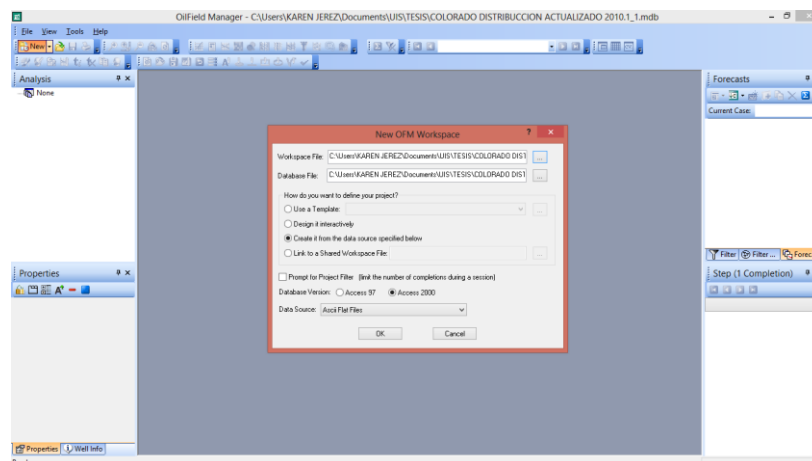 OilField Manager - C:\Users\KAREN JEREZ\Documents\UIS\TESIS\COLORADO DISTRIBUCCION ACTUALIZADO 2010.1_1.mdb
File View Tools Help
New
Analysis
None
Forecasts
Current Case:
New OFM Workspace
Workspace File: C:\Users\KAREN JEREZ\Documents\UIS\TESIS\COLORADO DIST
Database File: C:\Users\KAREN JEREZ\Documents\UIS\TESIS\COLORADO DIST
How do you want to define your project?
Use a Template:
Design it interactively
Create it from the data source specified below
Link to a Shared Workspace File:
Prompt for Project Filter (limit the number of completions during a session)
Database Version: Access 97 Access 2000
Data Source: Ascii Flat Files
OK Cancel
Filter Filter ... Forec
Properties
Step (1 Completion)
Properties Well Info